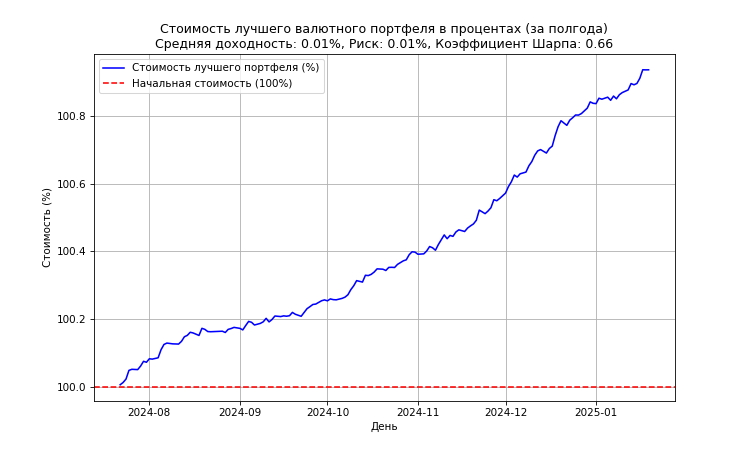 Стоимость лучшего валютного портфеля в процентах (за полгода)
Средняя доходность: 0.01%, Риск: 0.01%, Коэффициент Шарпа: 0.66
Стоимость лучшего портфеля (%)
Начальная стоимость (100%)
Стоимость (%)
100.8
100.6
100.4
100.2
100.0
2024-08
2024-09
2024-10
2024-11
2024-12
2025-01
День